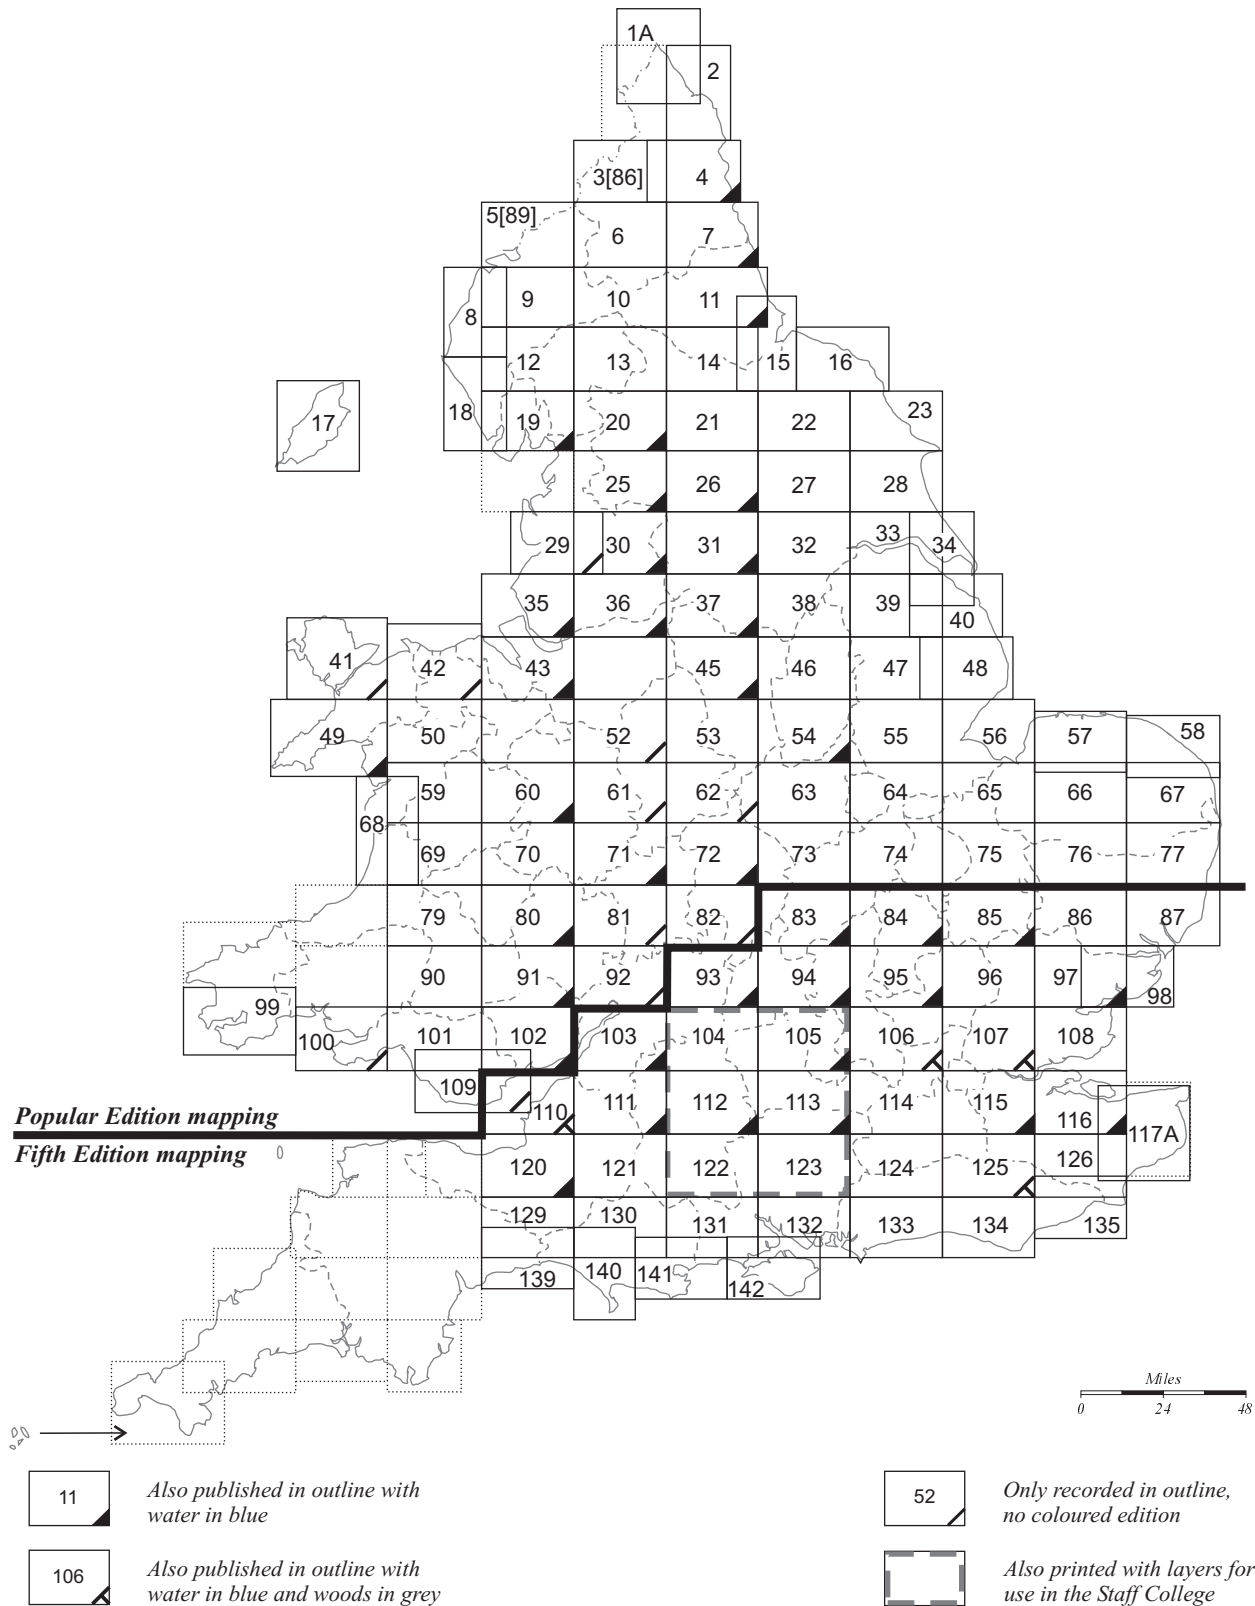 1A
2
3[86] 4
5[89] 6 7
8 9 10 11
12 13 14 15 16
17 18 19 20 21 22 23
25 26 27 28
29 30 31 32 33 34
35 36 37 38 39 40
41 42 43 45 46 47 48
49 50 52 53 54 55 56 57 58
59 60 61 62 63 64 65 66 67
68 69 70 71 72 73 74 75 76 77
79 80 81 82 83 84 85 86 87
90 91 92 93 94 95 96 97 98
99 100 101 102 103 104 105 106 107 108
109 110 111 112 113 114 115 116 117A
Popular Edition mapping
Fifth Edition mapping
120 121 122 123 124 125 126
129 130 131 132 133 134 135
139 140 141 142
Miles
0 24 48
11 Also published in outline with
water in blue
52 Only recorded in outline,
no coloured edition
106 Also published in outline with
water in blue and woods in grey
Also printed with layers for
use in the Staff College